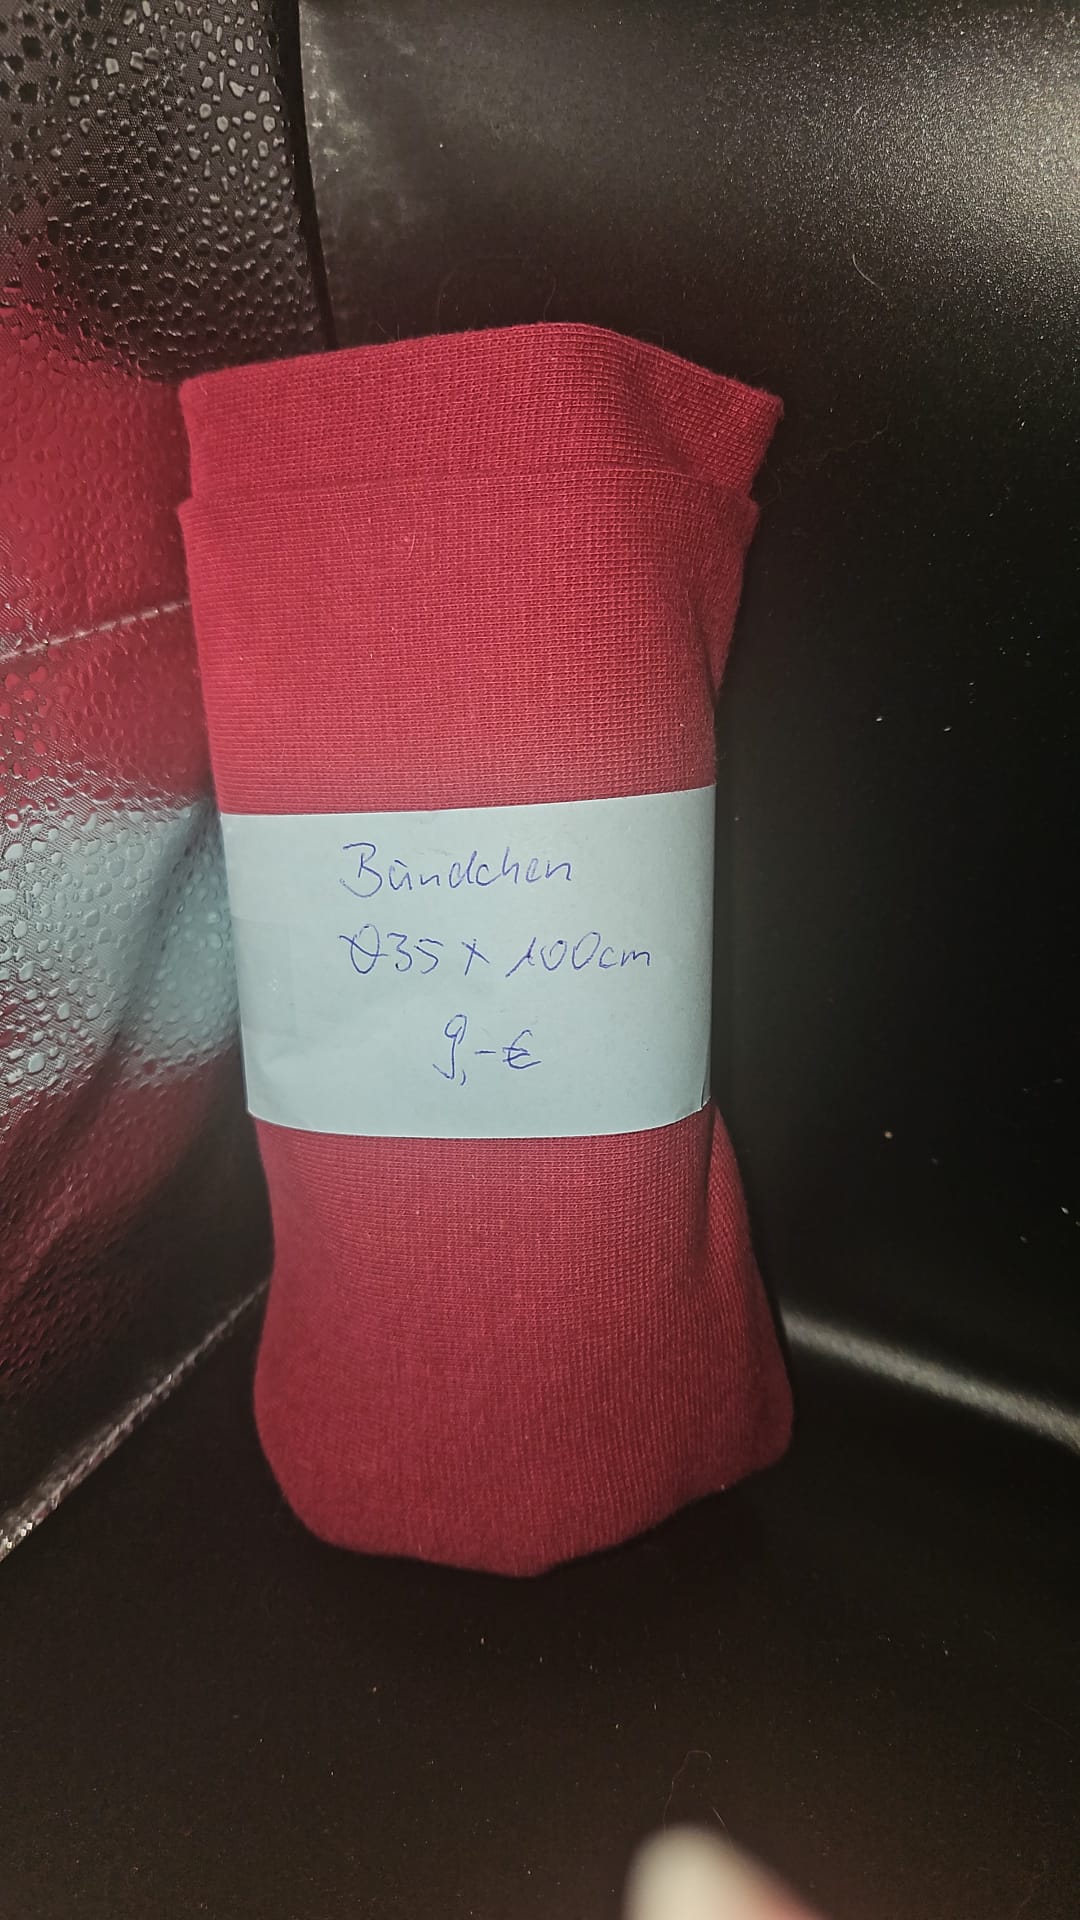 Bündchen
Ø35 x 100cm
9,-€